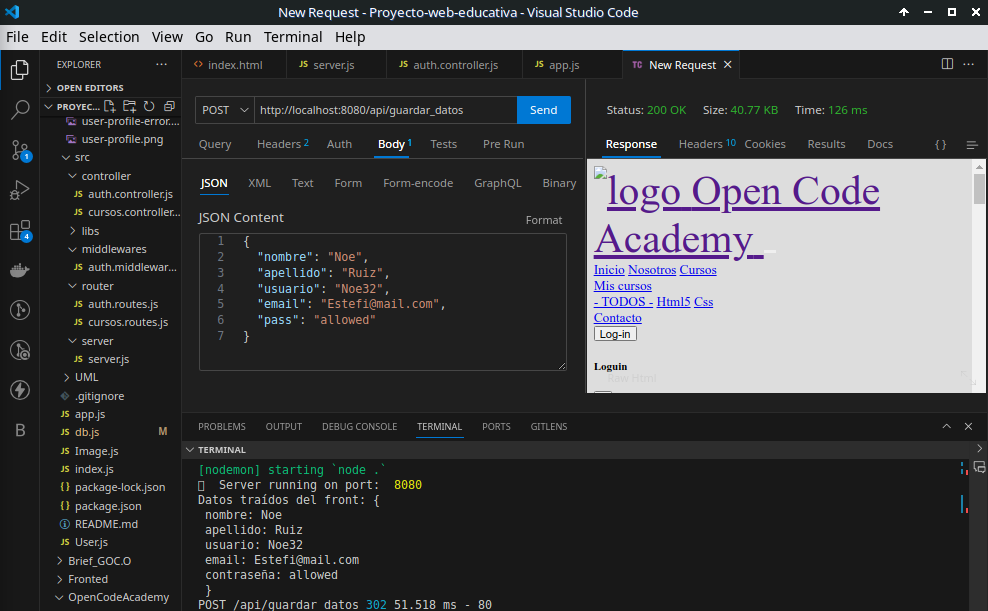 New Request - Proyecto-web-educativa - Visual Studio Code
File Edit Selection View Go Run Terminal Help
EXPLORER ···
index.html
JS server.js
JS auth.controller.js
JS app.js
TC New Request
OPEN EDITORS
PROYEC...
user-profile-error....
user-profile.png
src
controller
JS auth.controller.js
JS cursos.controller...
libs
middlewares
JS auth.middlewar...
router
JS auth.routes.js
JS cursos.routes.js
server
JS server.js
UML
.gitignore
JS app.js
JS db.js M
JS Image.js
JS index.js
{} package-lock.json
{} package.json
README.md
JS User.js
Brief_GOC.O
Fronted
OpenCodeAcademy
1
4
B
POST http://localhost:8080/api/guardar_datos Send
Query Headers 2 Auth Body 1 Tests Pre Run
JSON XML Text Form Form-encode GraphQL Binary
JSON Content Format
1 {
2 "nombre": "Noe",
3 "apellido": "Ruiz",
4 "usuario": "Noe32",
5 "email": "Estefi@mail.com",
6 "pass": "allowed"
7 }
Status: 200 OK Size: 40.77 KB Time: 126 ms
Response Headers 10 Cookies Results Docs {}
logo Open Code
Academy
Inicio Nosotros Cursos
Mis cursos
- TODOS - Html5 Css
Contacto
Log-in
Loguin
Raw Html
PROBLEMS OUTPUT DEBUG CONSOLE TERMINAL PORTS GITLENS
TERMINAL
[nodemon] starting `node .`
Server running on port: 8080
Datos traídos del front: {
nombre: Noe
apellido: Ruiz
usuario: Noe32
email: Estefi@mail.com
contraseña: allowed
}
POST /api/guardar_datos 302 51.518 ms - 80